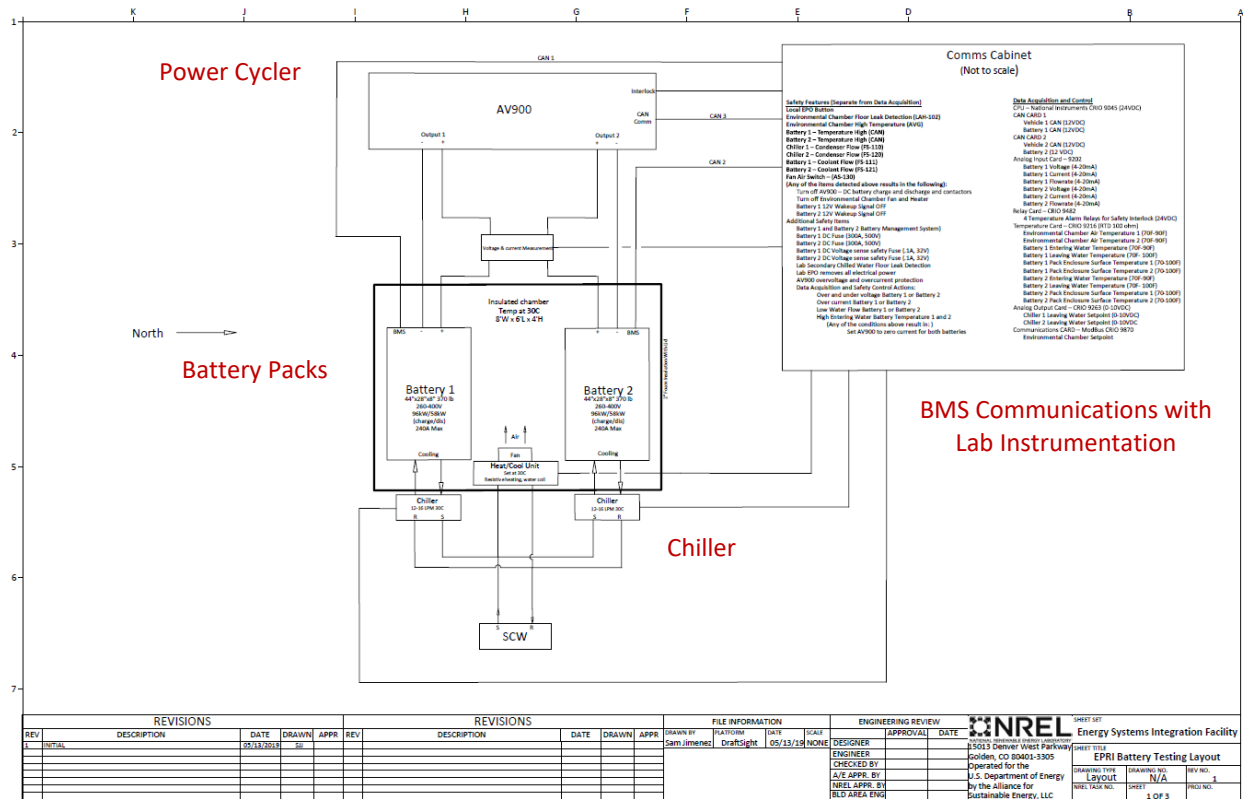 K J I H G F E D B A
1
2
3
4
5
6
7
Power Cycler
CAN 1
AV900
Interlock
CAN
Comm
CAN 3
Output 1
- +
Output 2
+ -
CAN 2
Voltage & current Measurement
Insulated chamber
Temp at 30C
8'W x 6'L x 4'H
2" Foam Insulation With Lid
North
Battery Packs
BMS - +
Battery 1
44"x28"x8" 370 lb
260-400V
96kW/58kW
(charge/dis)
240A Max
Cooling
+ - BMS
Battery 2
44"x28"x8" 370 lb
260-400V
96kW/58kW
(charge/dis)
240A Max
Cooling
Air
Fan
Heat/Cool Unit
Set at 30C
Resistive heating, water coil
Chiller
12-16 LPM 30C
R S
Chiller
12-16 LPM 30C
S R
Chiller
S R
SCW
Comms Cabinet
(Not to scale)
Safety Features (Separate from Data Acquisition)
Local EPO Button
Environmental Chamber Floor Leak Detection (LAH-102)
Environmental Chamber High Temperature (AVG)
Battery 1 – Temperature High (CAN)
Battery 2 – Temperature High (CAN)
Chiller 1 – Condenser Flow (FS-110)
Chiller 2 – Condenser Flow (FS-120)
Battery 1 – Coolant Flow (FS-111)
Battery 2 – Coolant Flow (FS-121)
Fan Air Switch – (AS-130)
(Any of the items detected above results in the following):
Turn off AV900 – DC battery charge and discharge and contactors
Turn off Environmental Chamber Fan and Heater
Battery 1 12V Wakeup Signal OFF
Battery 2 12V Wakeup Signal OFF
Additional Safety Items
Battery 1 and Battery 2 Battery Management System)
Battery 1 DC Fuse (300A, 500V)
Battery 2 DC Fuse (300A, 500V)
Battery 1 DC Voltage sense safety Fuse (.1A, 32V)
Battery 2 DC Voltage sense safety Fuse (.1A, 32V)
Lab Secondary Chilled Water Floor Leak Detection
Lab EPO removes all electrical power
AV900 overvoltage and overcurrent protection
Data Acquisition and Safety Control Actions:
Over and under voltage Battery 1 or Battery 2
Over current Battery 1 or Battery 2
Low Water Flow Battery 1 or Battery 2
High Entering Water Battery Temperature 1 and 2
(Any of the conditions above result in: )
Set AV900 to zero current for both batteries
Data Acquisition and Control
CPU – National Instruments CRIO 9045 (24VDC)
CAN CARD 1
Vehicle 1 CAN (12VDC)
Battery 1 CAN (12VDC)
CAN CARD 2
Vehicle 2 CAN (12VDC)
Battery 2 (12 VDC)
Analog Input Card – 9202
Battery 1 Voltage (4-20mA)
Battery 1 Current (4-20mA)
Battery 1 Flowrate (4-20mA)
Battery 2 Voltage (4-20mA)
Battery 2 Current (4-20mA)
Battery 2 Flowrate (4-20mA)
Relay Card – CRIO 9482
4 Temperature Alarm Relays for Safety Interlock (24VDC)
Temperature Card – CRIO 9216 (RTD 100 ohm)
Environmental Chamber Air Temperature 1 (70F-90F)
Environmental Chamber Air Temperature 2 (70F-90F)
Battery 1 Entering Water Temperature (70F-90F)
Battery 1 Leaving Water Temperature (70F- 100F)
Battery 1 Pack Enclosure Surface Temperature 1 (70-100F)
Battery 1 Pack Enclosure Surface Temperature 2 (70-100F)
Battery 2 Entering Water Temperature (70F-90F)
Battery 2 Leaving Water Temperature (70F- 100F)
Battery 2 Pack Enclosure Surface Temperature 1 (70-100F)
Battery 2 Pack Enclosure Surface Temperature 2 (70-100F)
Analog Output Card – CRIO 9263 (0-10VDC)
Chiller 1 Leaving Water Setpoint (0-10VDC)
Chiller 2 Leaving Water Setpoint (0-10VDC
Communications CARD – ModBus CRIO 9870
Environmental Chamber Setpoint
BMS Communications with
Lab Instrumentation
REVISIONS
REV DESCRIPTION DATE DRAWN APPR
1 INITIAL 05/13/2019 SJJ
REVISIONS
REV DESCRIPTION DATE DRAWN APPR
FILE INFORMATION
DRAWN BY PLATFORM DATE SCALE
Sam Jimenez DraftSight 05/13/19 NONE
ENGINEERING REVIEW
APPROVAL DATE
DESIGNER
ENGINEER
CHECKED BY
A/E APPR. BY
NREL APPR. BY
BLD AREA ENG
NREL
NATIONAL RENEWABLE ENERGY LABORATORY
15013 Denver West Parkway
Golden, CO 80401-3305
Operated for the
U.S. Department of Energy
by the Alliance for
Sustainable Energy, LLC
SHEET SET
Energy Systems Integration Facility
SHEET TITLE
EPRI Battery Testing Layout
DRAWING TYPE DRAWING NO. REV NO.
Layout N/A 1
NREL TASK NO. SHEET PROJ NO.
1 OF 3